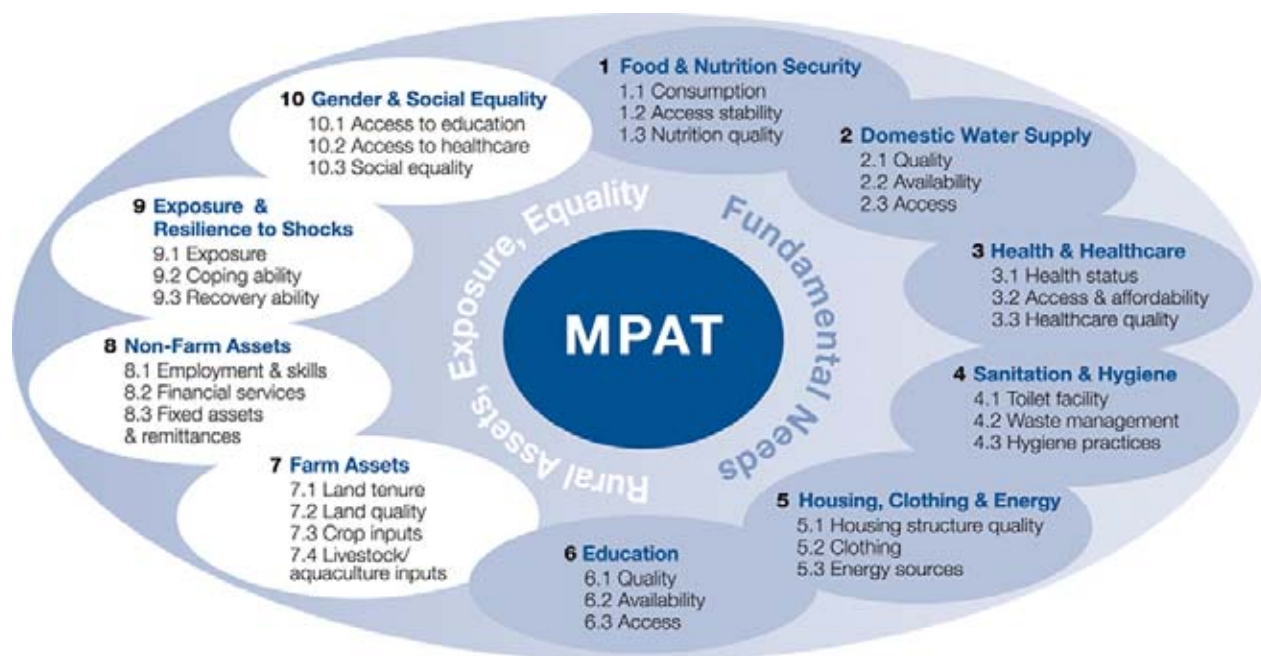 1 Food & Nutrition Security
1.1 Consumption
1.2 Access stability
1.3 Nutrition quality
2 Domestic Water Supply
2.1 Quality
2.2 Availability
2.3 Access
3 Health & Healthcare
3.1 Health status
3.2 Access & affordability
3.3 Healthcare quality
4 Sanitation & Hygiene
4.1 Toilet facility
4.2 Waste management
4.3 Hygiene practices
5 Housing, Clothing & Energy
5.1 Housing structure quality
5.2 Clothing
5.3 Energy sources
6 Education
6.1 Quality
6.2 Availability
6.3 Access
7 Farm Assets
7.1 Land tenure
7.2 Land quality
7.3 Crop inputs
7.4 Livestock/
aquaculture inputs
8 Non-Farm Assets
8.1 Employment & skills
8.2 Financial services
8.3 Fixed assets
& remittances
9 Exposure &
Resilience to Shocks
9.1 Exposure
9.2 Coping ability
9.3 Recovery ability
10 Gender & Social Equality
10.1 Access to education
10.2 Access to healthcare
10.3 Social equality
Rural Assets, Exposure, Equality
Fundamental Needs
MPAT